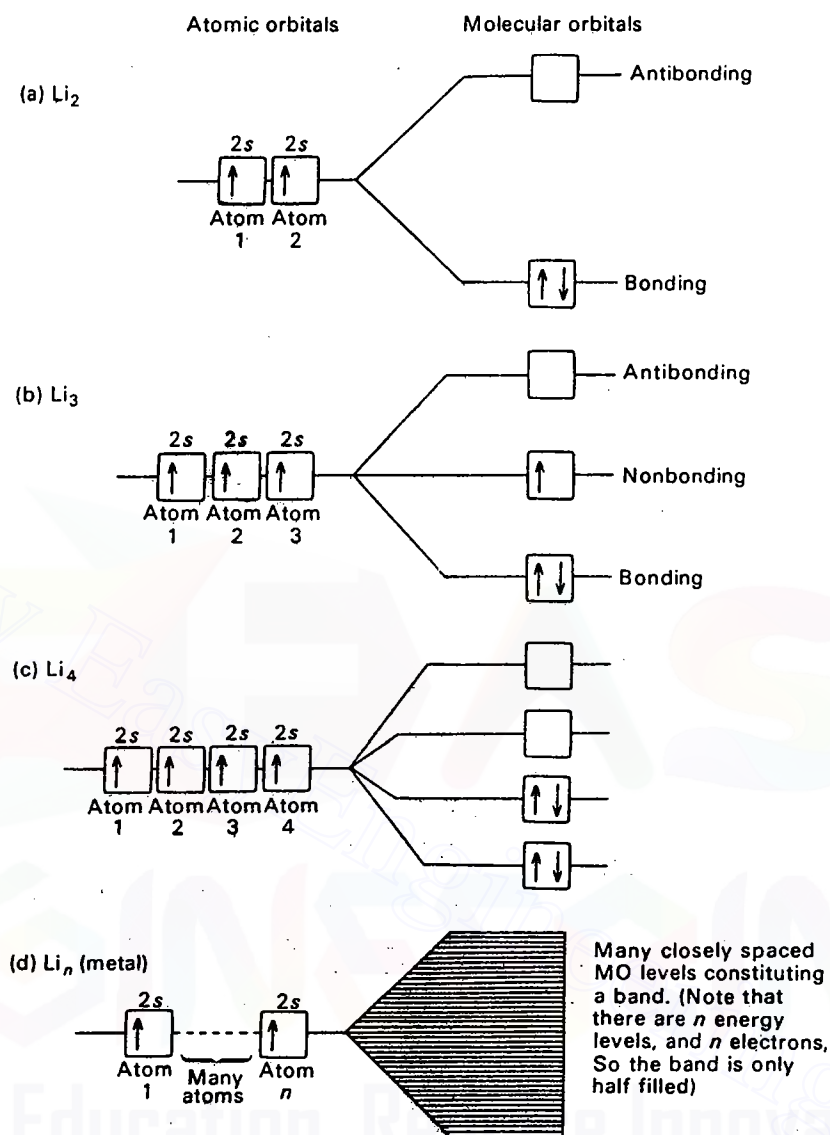 Atomic orbitals Molecular orbitals
(a) Li2
Antibonding
2s 2s
Atom Atom
1 2
Bonding
(b) Li3
Antibonding
2s 2s 2s
Nonbonding
Atom Atom Atom
1 2 3
Bonding
(c) Li4
2s 2s 2s 2s
Atom Atom Atom Atom
1 2 3 4
(d) Lin (metal)
2s 2s
Atom Many Atom
1 atoms n
Many closely spaced
MO levels constituting
a band. (Note that
there are n energy
levels, and n electrons,
So the band is only
half filled)
Education